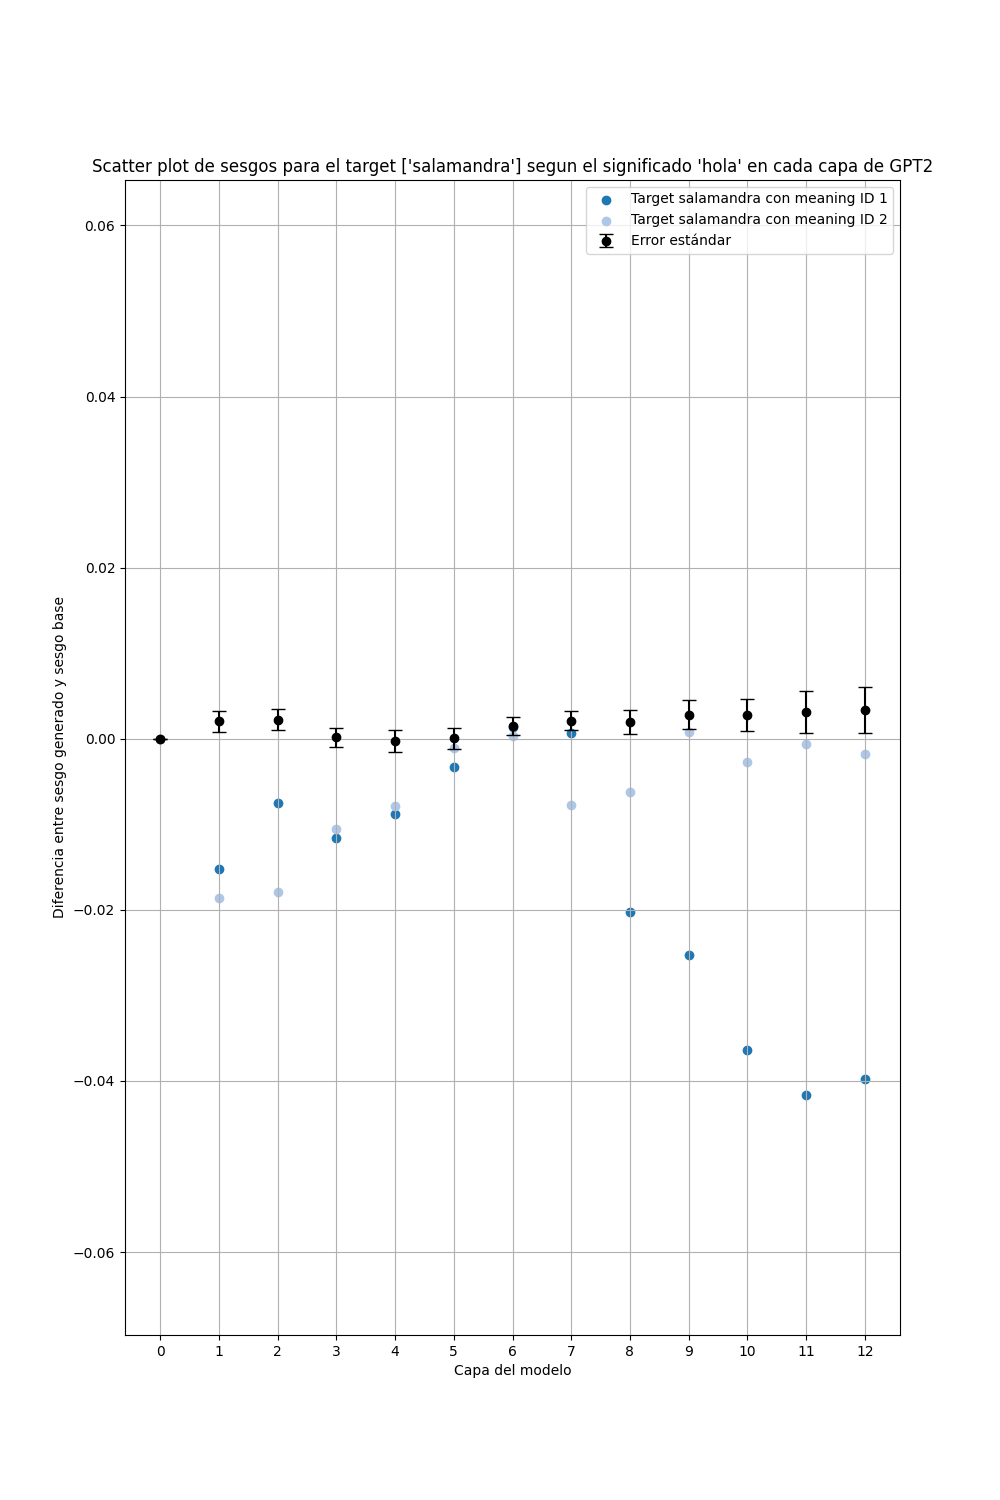 Scatter plot de sesgos para el target ['salamandra'] segun el significado 'hola' en cada capa de GPT2
Target salamandra con meaning ID 1
Target salamandra con meaning ID 2
Error estándar
0.06
0.04
0.02
0.00
−0.02
−0.04
−0.06
Diferencia entre sesgo generado y sesgo base
0 1 2 3 4 5 6 7 8 9 10 11 12
Capa del modelo